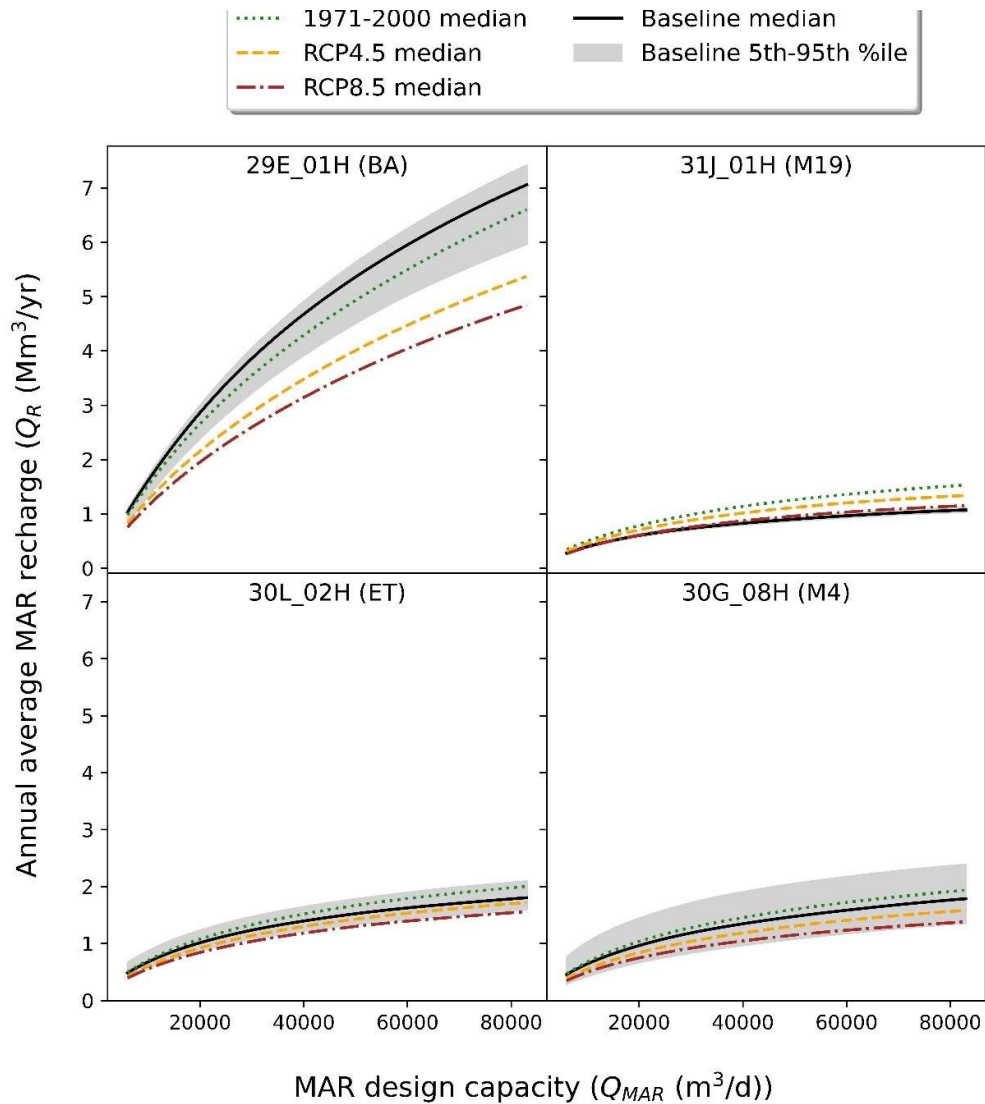 1971-2000 median
RCP4.5 median
RCP8.5 median
Baseline median
Baseline 5th-95th %ile
Annual average MAR recharge (Q_R (Mm³/yr)
29E_01H (BA)
7
6
5
4
3
2
1
0
31J_01H (M19)
30L_02H (ET)
7
6
5
4
3
2
1
0
30G_08H (M4)
20000 40000 60000 80000
20000 40000 60000 80000
MAR design capacity (Q_MAR (m³/d))